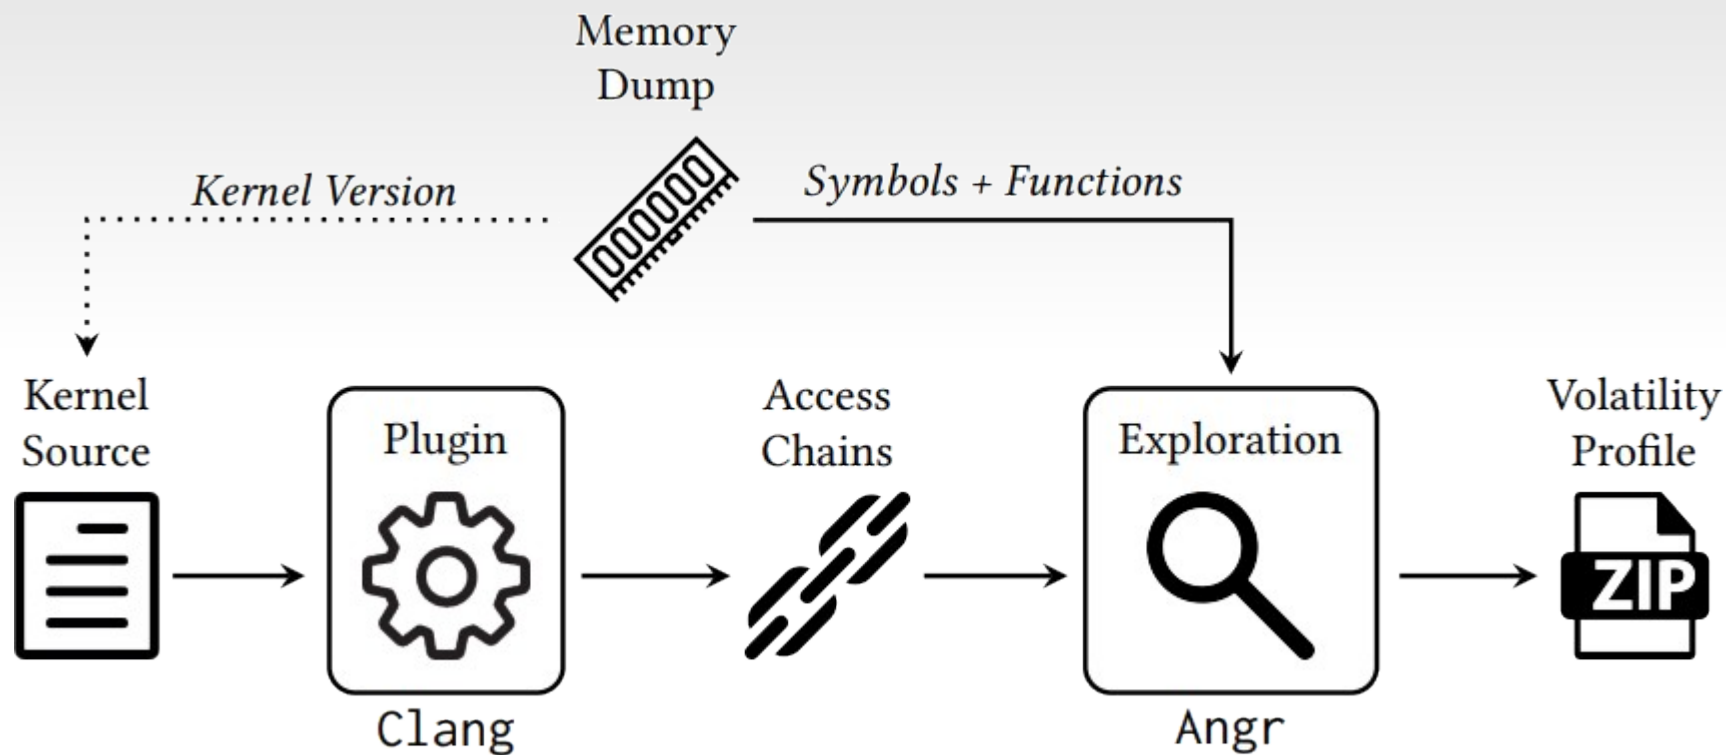 Memory
Dump
Kernel Version
Symbols + Functions
Kernel
Source
Plugin
Clang
Access
Chains
Exploration
Angr
Volatility
Profile
ZIP